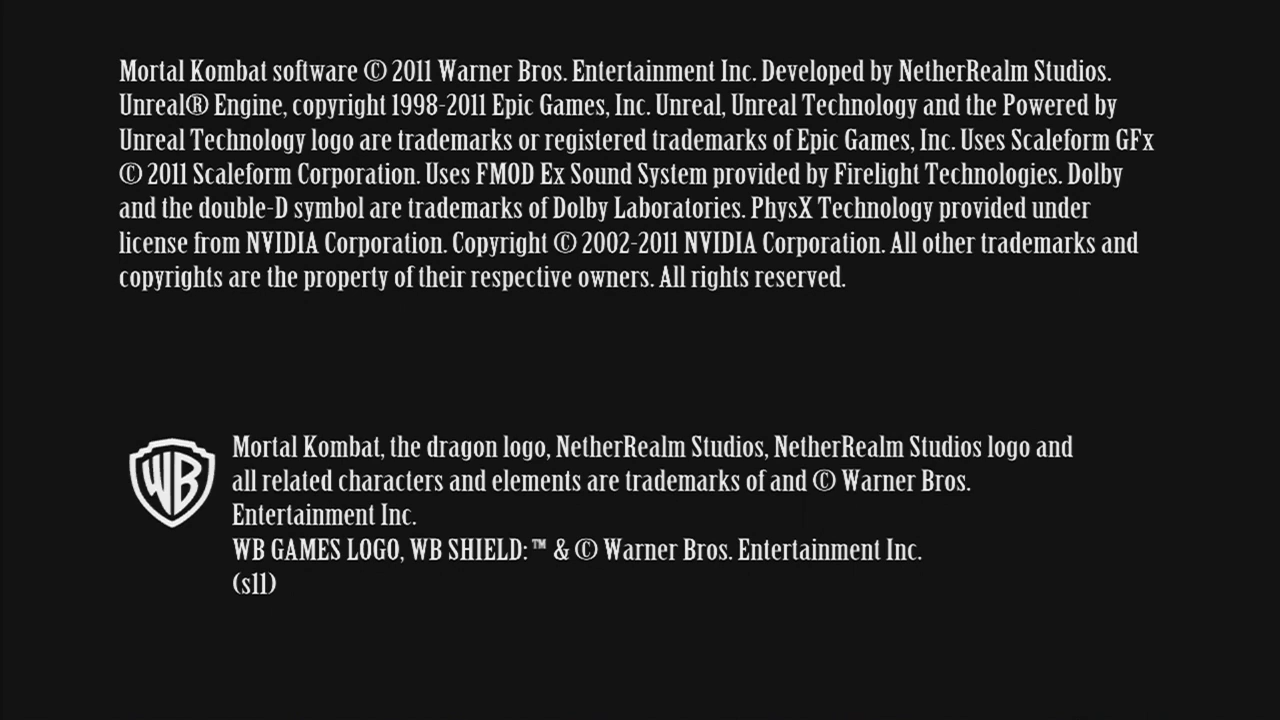 Mortal Kombat software © 2011 Warner Bros. Entertainment Inc. Developed by NetherRealm Studios.
Unreal® Engine, copyright 1998-2011 Epic Games, Inc. Unreal, Unreal Technology and the Powered by
Unreal Technology logo are trademarks or registered trademarks of Epic Games, Inc. Uses Scaleform GFx
© 2011 Scaleform Corporation. Uses FMOD Ex Sound System provided by Firelight Technologies. Dolby
and the double-D symbol are trademarks of Dolby Laboratories. PhysX Technology provided under
license from NVIDIA Corporation. Copyright © 2002-2011 NVIDIA Corporation. All other trademarks and
copyrights are the property of their respective owners. All rights reserved.
WB
Mortal Kombat, the dragon logo, NetherRealm Studios, NetherRealm Studios logo and
all related characters and elements are trademarks of and © Warner Bros.
Entertainment Inc.
WB GAMES LOGO, WB SHIELD: ™ & © Warner Bros. Entertainment Inc.
(s11)